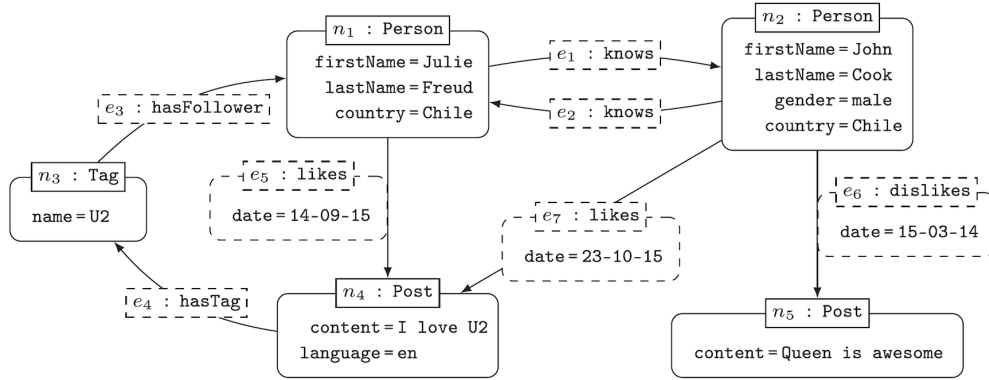 n1 : Person
firstName = Julie
lastName = Freud
country = Chile
e1 : knows
e2 : knows
n2 : Person
firstName = John
lastName = Cook
gender = male
country = Chile
e3 : hasFollower
n3 : Tag
name = U2
e5 : likes
date = 14-09-15
e7 : likes
date = 23-10-15
e6 : dislikes
date = 15-03-14
e4 : hasTag
n4 : Post
content = I love U2
language = en
n5 : Post
content = Queen is awesome